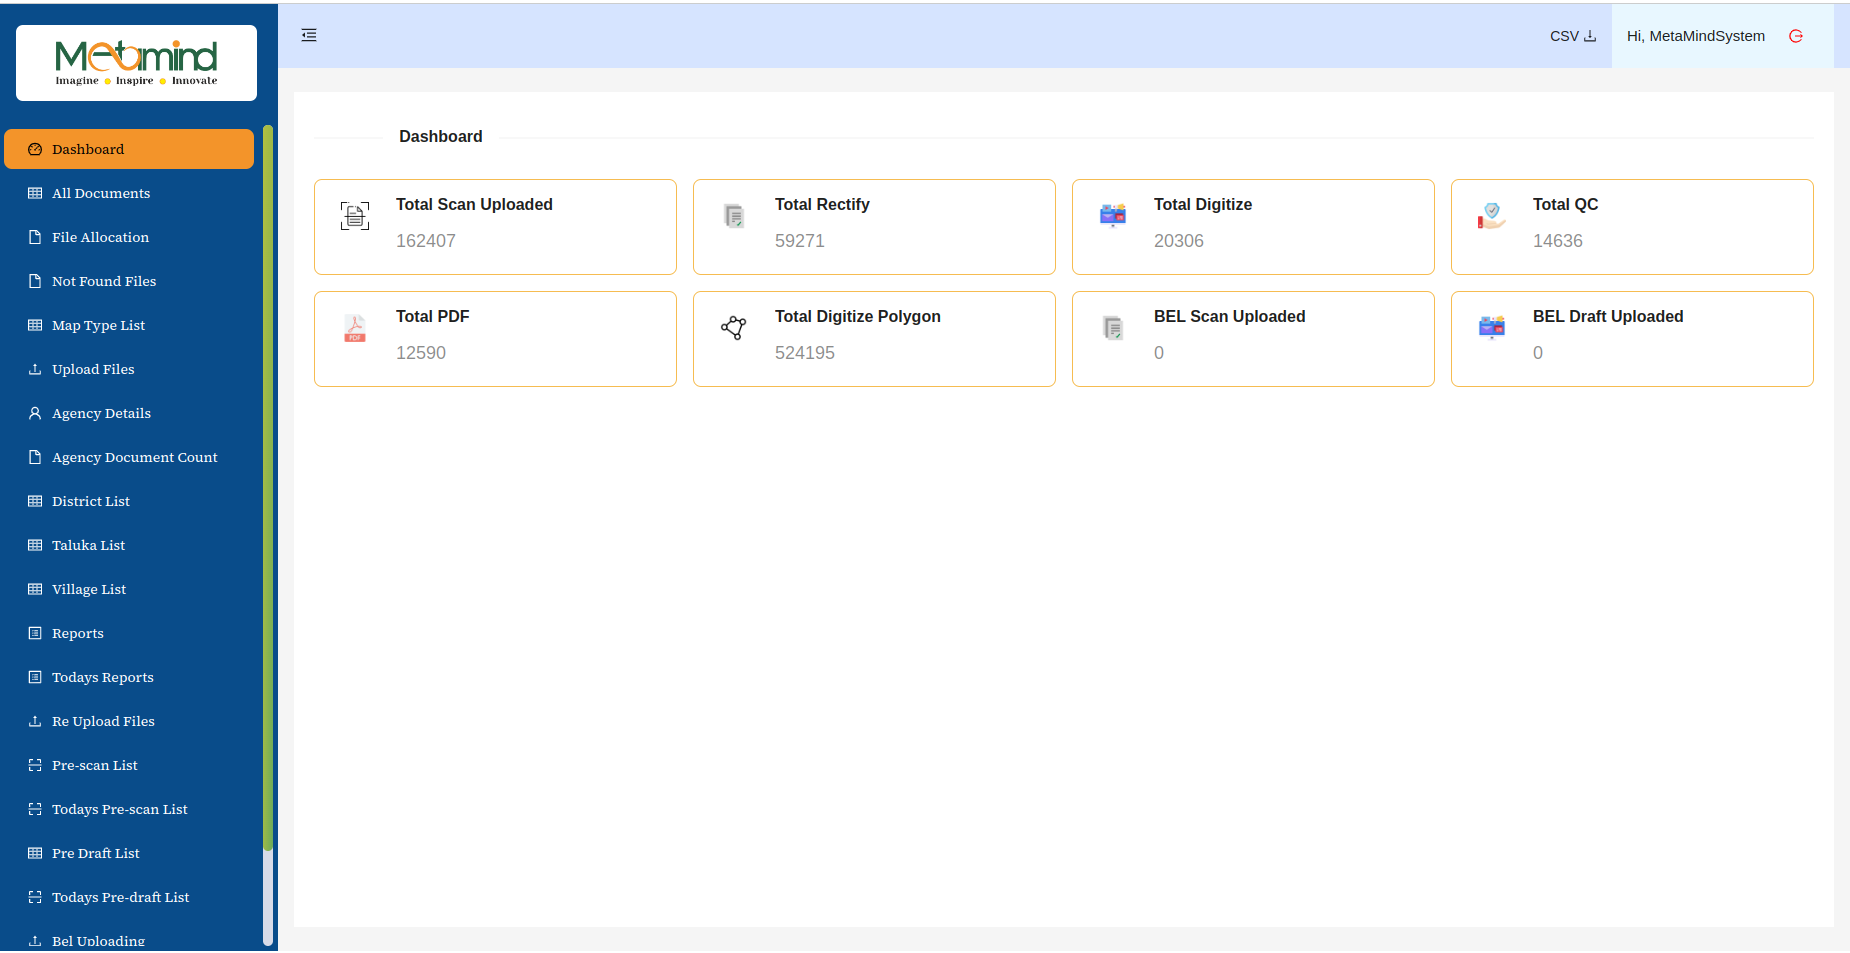 Metamind
Imagine Inspire Innovate
CSV
Hi, MetaMindSystem
Dashboard
All Documents
File Allocation
Not Found Files
Map Type List
Upload Files
Agency Details
Agency Document Count
District List
Taluka List
Village List
Reports
Todays Reports
Re Upload Files
Pre-scan List
Todays Pre-scan List
Pre Draft List
Todays Pre-draft List
Bel Uploading
Dashboard
Total Scan Uploaded
162407
Total Rectify
59271
Total Digitize
20306
Total QC
14636
Total PDF
PDF
12590
Total Digitize Polygon
524195
BEL Scan Uploaded
0
BEL Draft Uploaded
0